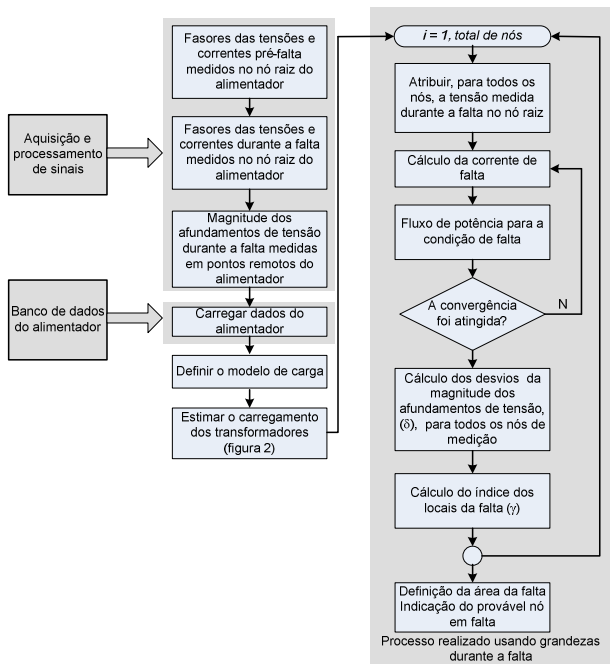 Aquisição e
processamento
de sinais
Banco de dados
do alimentador
Fasores das tensões e
correntes pré-falta
medidos no nó raiz do
alimentador
Fasores das tensões e
correntes durante a falta
medidos no nó raiz do
alimentador
Magnitude dos
afundamentos de tensão
durante a falta medidas
em pontos remotos do
alimentador
Carregar dados do
alimentador
Definir o modelo de carga
Estimar o carregamento
dos transformadores
(figura 2)
i = 1, total de nós
Atribuir, para todos os
nós, a tensão medida
durante a falta no nó raiz
Cálculo da corrente de
falta
Fluxo de potência para a
condição de falta
A convergência
foi atingida?
N
Cálculo dos desvios da
magnitude dos
afundamentos de tensão,
(δ), para todos os nós de
medição
Cálculo do índice dos
locais da falta (γ)
Definição da área da falta
Indicação do provável nó
em falta
Processo realizado usando grandezas
durante a falta